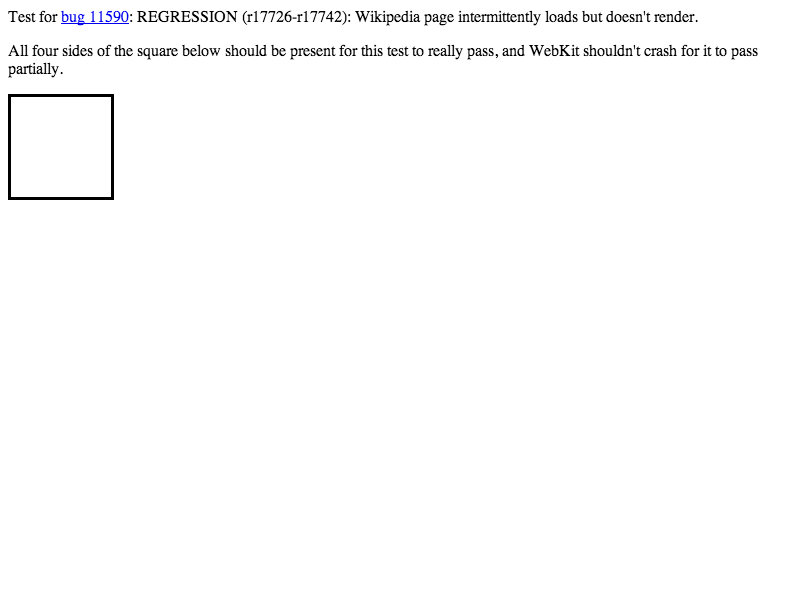 Test for bug 11590: REGRESSION (r17726-r17742): Wikipedia page intermittently loads but doesn't render.
All four sides of the square below should be present for this test to really pass, and WebKit shouldn't crash for it to pass
partially.